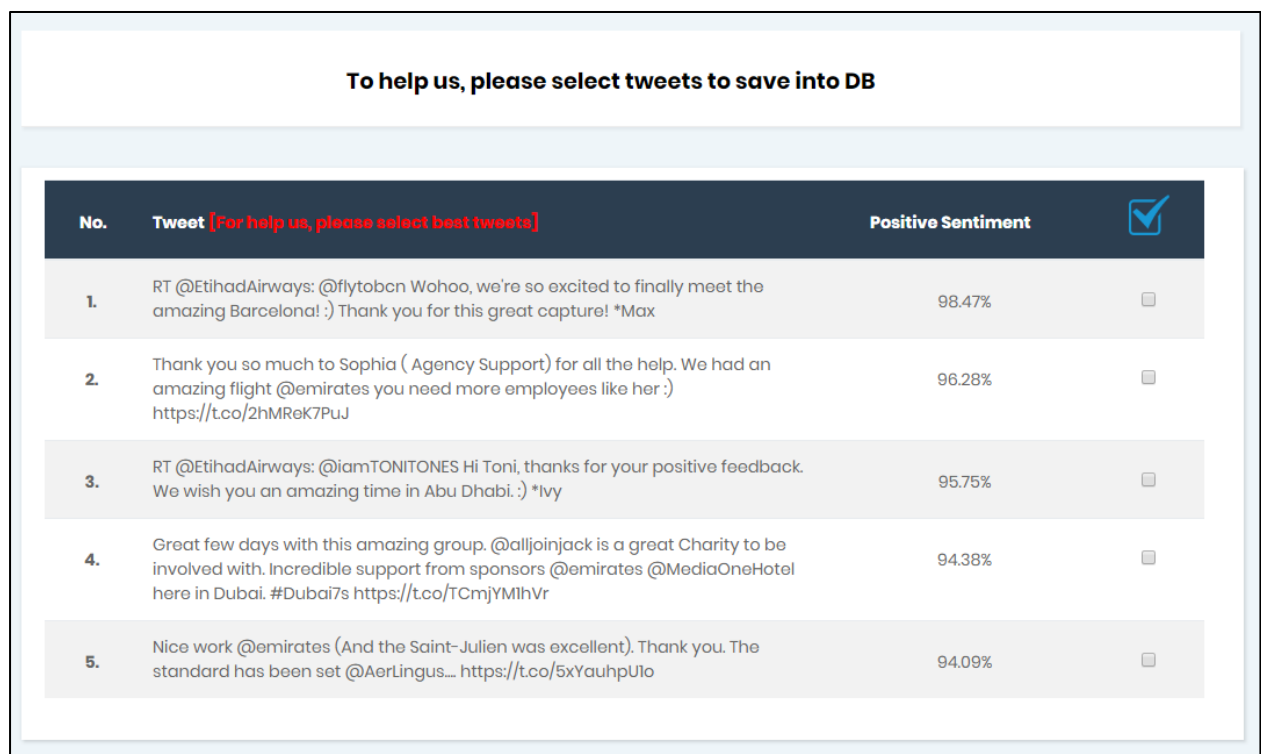 To help us, please select tweets to save into DB
No. Tweet [For help us, please select best tweets] Positive Sentiment
1. RT @EtihadAirways: @flytobcn Wohoo, we're so excited to finally meet the
amazing Barcelona! :) Thank you for this great capture! *Max 98.47%
2. Thank you so much to Sophia ( Agency Support) for all the help. We had an
amazing flight @emirates you need more employees like her :)
https://t.co/2hMReK7PuJ 96.28%
3. RT @EtihadAirways: @iamTONITONES Hi Toni, thanks for your positive feedback.
We wish you an amazing time in Abu Dhabi. :) *Ivy 95.75%
4. Great few days with this amazing group. @alljoinjack is a great Charity to be
involved with. Incredible support from sponsors @emirates @MediaOneHotel
here in Dubai. #Dubai7s https://t.co/TCmjYM1hVr 94.38%
5. Nice work @emirates (And the Saint-Julien was excellent). Thank you. The
standard has been set @AerLingus.... https://t.co/5xYauhpU1o 94.09%